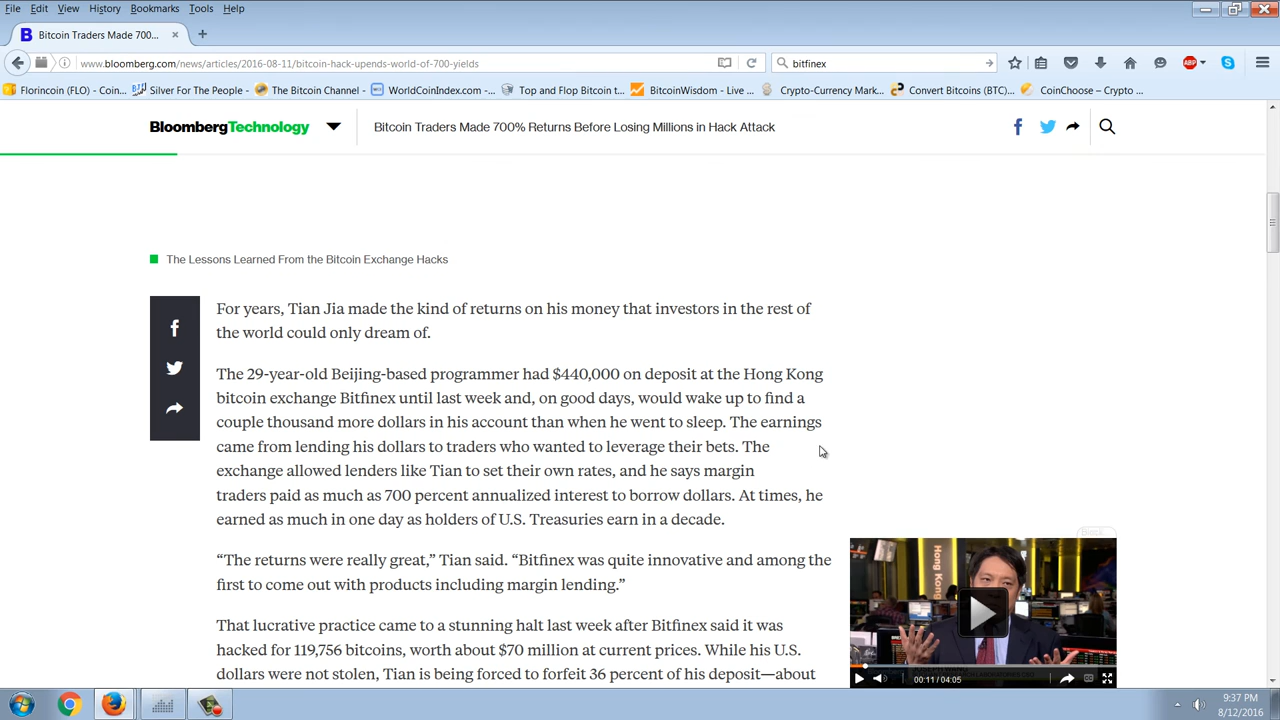 File Edit View History Bookmarks Tools Help
Bitcoin Traders Made 700...
www.bloomberg.com/news/articles/2016-08-11/bitcoin-hack-upends-world-of-700-yields
bitfinex
ABP
Florincoin (FLO) - Coin... Silver For The People - ... The Bitcoin Channel - ... WorldCoinIndex.com - ... Top and Flop Bitcoin t... BitcoinWisdom - Live ... Crypto-Currency Mark... Convert Bitcoins (BTC)... CoinChoose – Crypto ...
BloombergTechnology
Bitcoin Traders Made 700% Returns Before Losing Millions in Hack Attack
The Lessons Learned From the Bitcoin Exchange Hacks
For years, Tian Jia made the kind of returns on his money that investors in the rest of
the world could only dream of.
The 29-year-old Beijing-based programmer had $440,000 on deposit at the Hong Kong
bitcoin exchange Bitfinex until last week and, on good days, would wake up to find a
couple thousand more dollars in his account than when he went to sleep. The earnings
came from lending his dollars to traders who wanted to leverage their bets. The
exchange allowed lenders like Tian to set their own rates, and he says margin
traders paid as much as 700 percent annualized interest to borrow dollars. At times, he
earned as much in one day as holders of U.S. Treasuries earn in a decade.
“The returns were really great,” Tian said. “Bitfinex was quite innovative and among the
first to come out with products including margin lending.”
That lucrative practice came to a stunning halt last week after Bitfinex said it was
hacked for 119,756 bitcoins, worth about $70 million at current prices. While his U.S.
dollars were not stolen, Tian is being forced to forfeit 36 percent of his deposit—about
Hong Kong
00:11 / 04:05
9:37 PM
8/12/2016